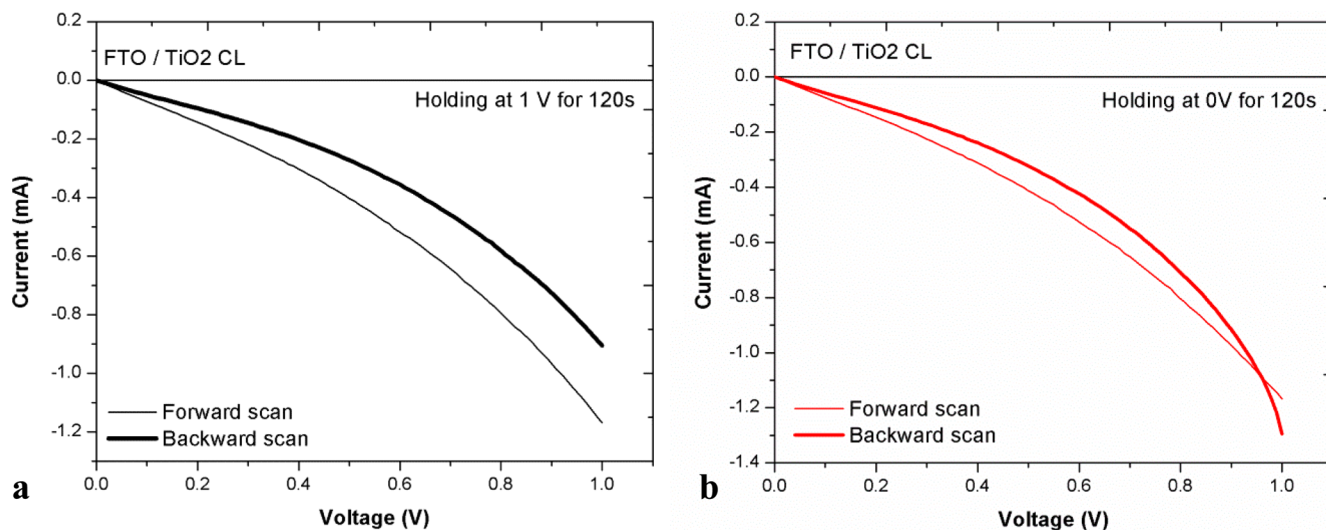 0.2
0.0
-0.2
-0.4
-0.6
-0.8
-1.0
-1.2
Current (mA)
FTO / TiO2 CL
Holding at 1 V for 120s
Forward scan
Backward scan
0.0 0.2 0.4 0.6 0.8 1.0
Voltage (V)
a
0.2
0.0
-0.2
-0.4
-0.6
-0.8
-1.0
-1.2
-1.4
Current (mA)
FTO / TiO2 CL
Holding at 0V for 120s
Forward scan
Backward scan
0.0 0.2 0.4 0.6 0.8 1.0
Voltage (V)
b